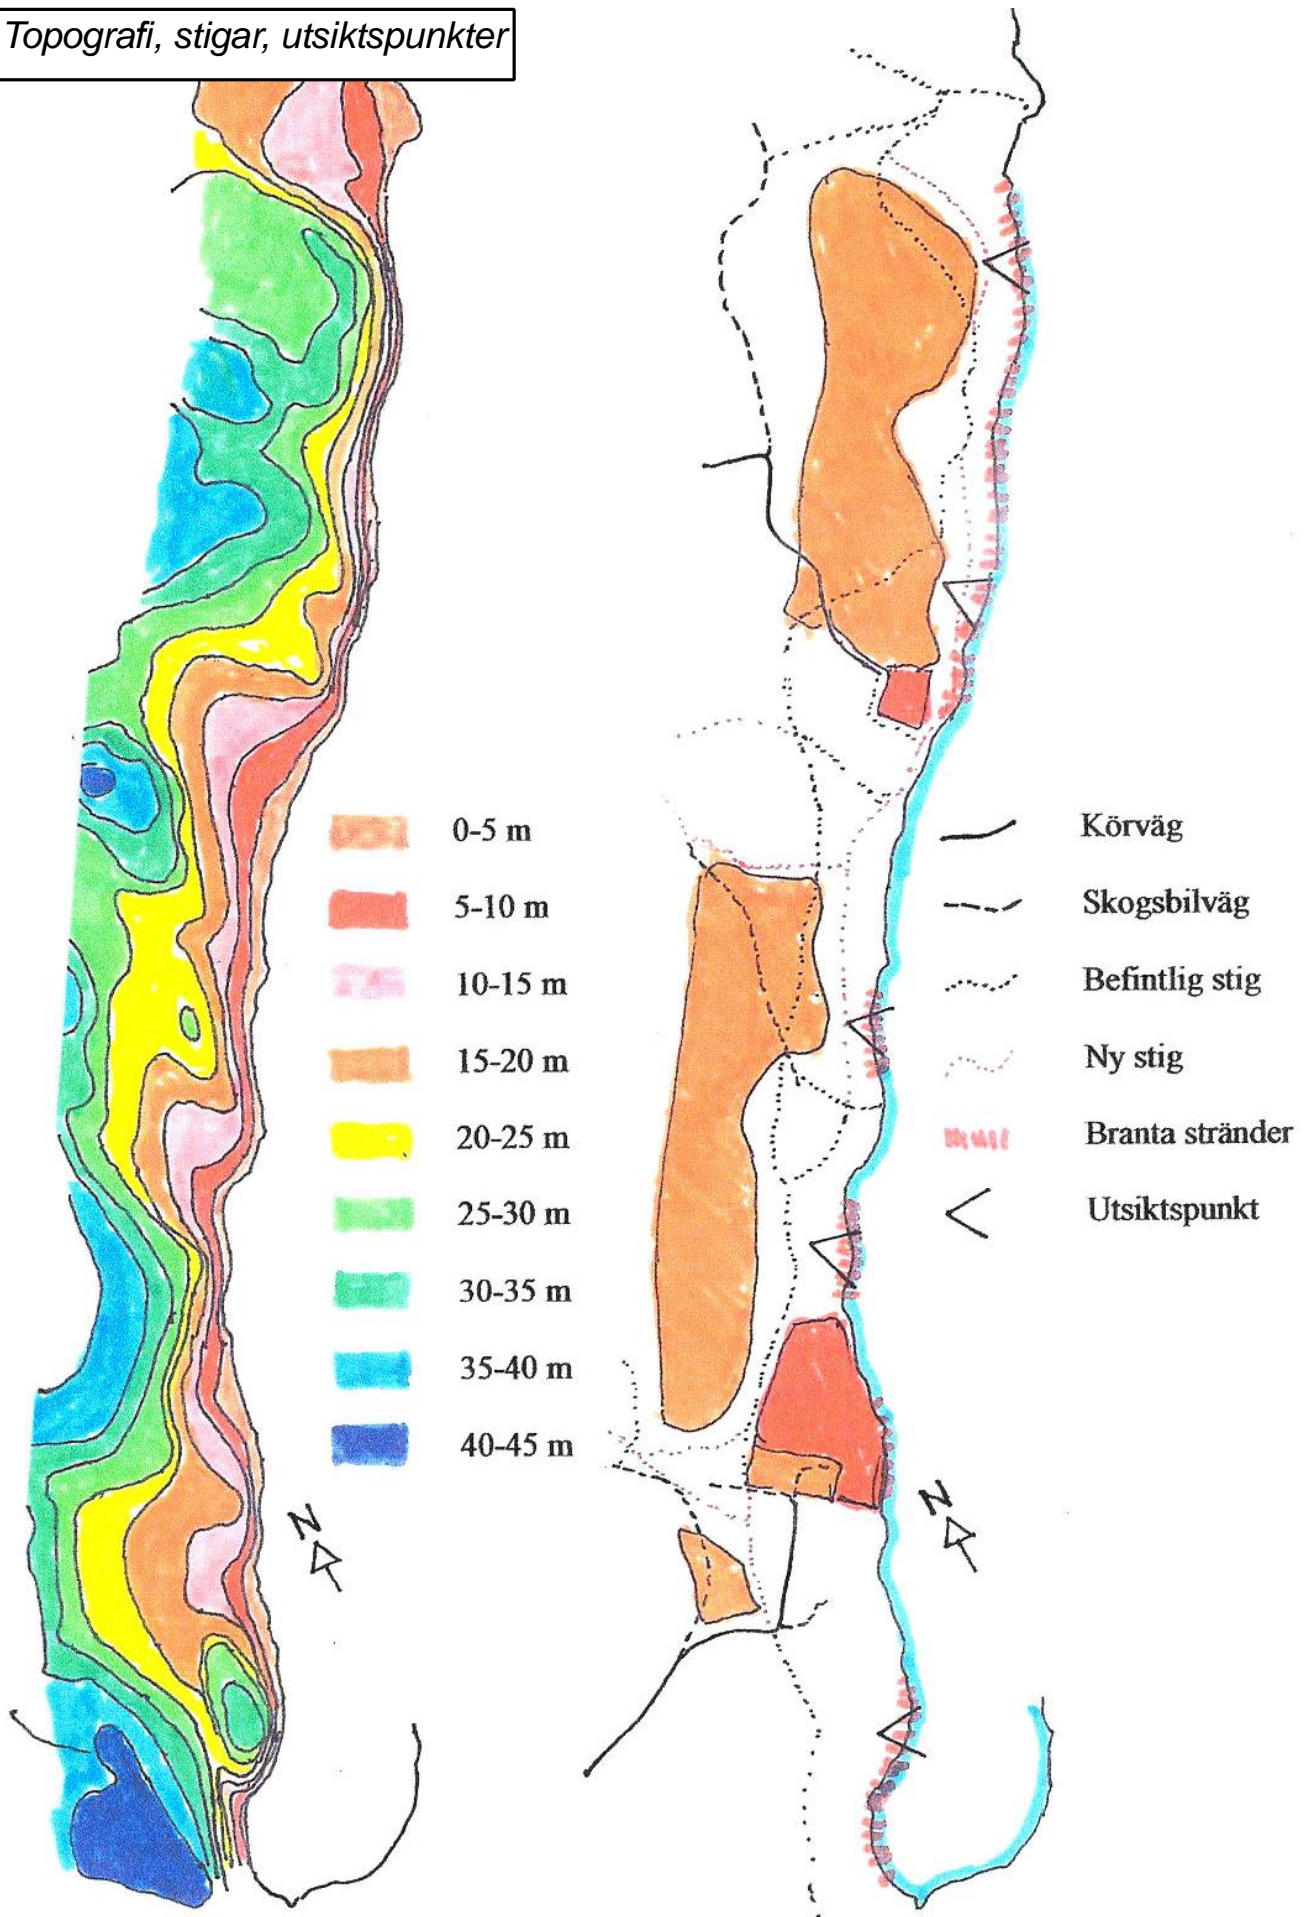 Topografi, stigar, utsiktspunkter
0-5 m
5-10 m
10-15 m
15-20 m
20-25 m
25-30 m
30-35 m
35-40 m
40-45 m
N
Körväg
Skogsbilväg
Befintlig stig
Ny stig
Branta stränder
Utsiktspunkt
N